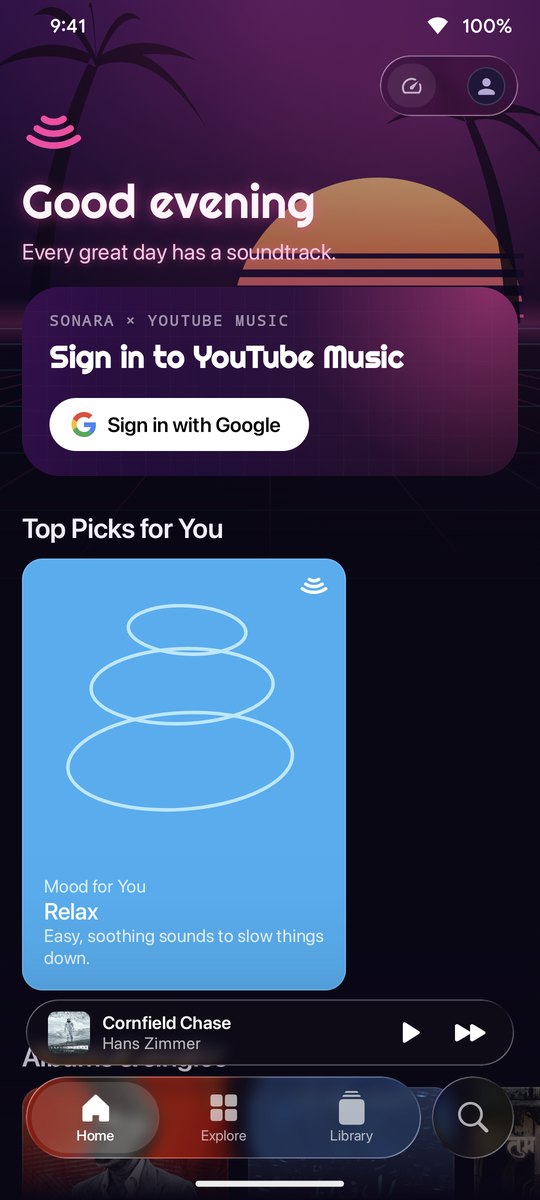 9:41
100%
Good evening
Every great day has a soundtrack.
SONARA × YOUTUBE MUSIC
Sign in to YouTube Music
Sign in with Google
Top Picks for You
Mood for You
Relax
Easy, soothing sounds to slow things
down.
Cornfield Chase
Hans Zimmer
Home
Explore
Library